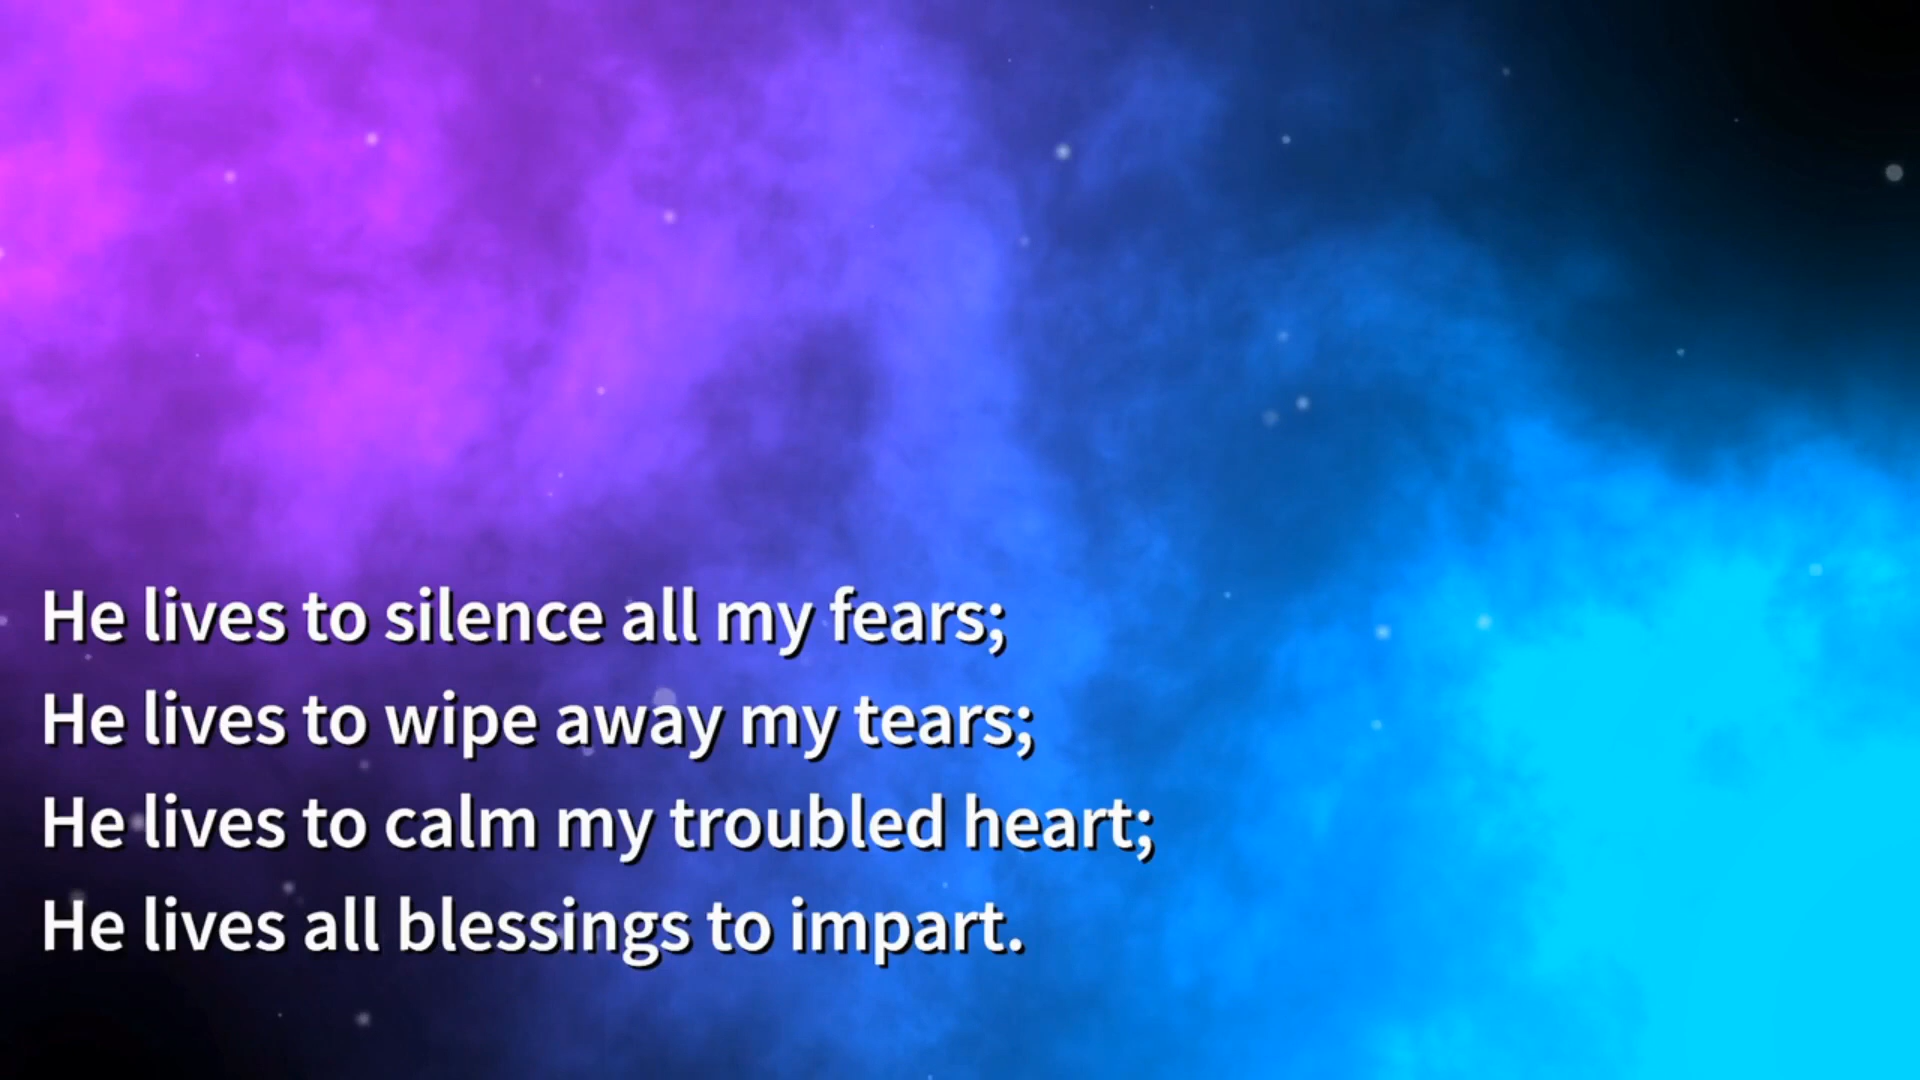 He lives to silence all my fears;
He lives to wipe away my tears;
He lives to calm my troubled heart;
He lives all blessings to impart.